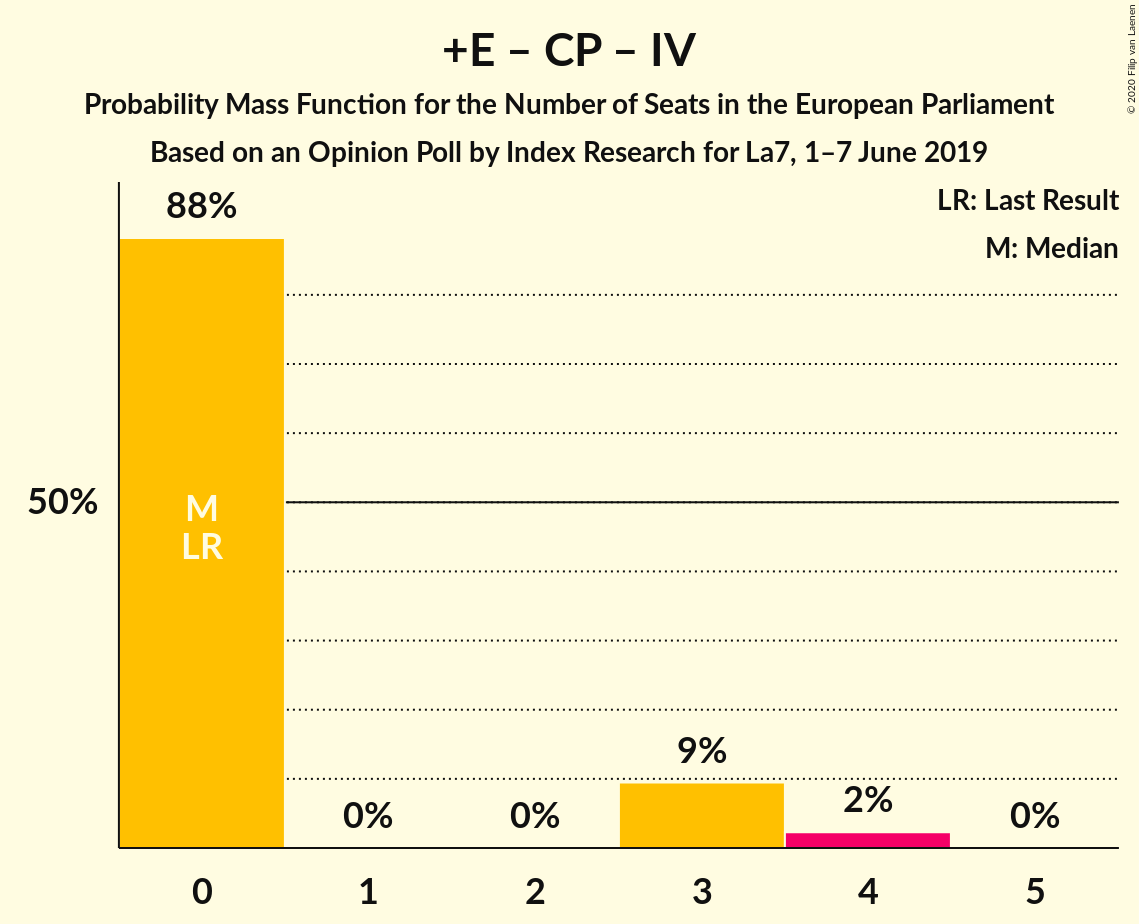 +E – CP – IV
Probability Mass Function for the Number of Seats in the European Parliament
Based on an Opinion Poll by Index Research for La7, 1–7 June 2019
© 2020 Filip van Laenen
LR: Last Result
M: Median
88%
50%
M
LR
0%
0%
9%
2%
0%
0
1
2
3
4
5